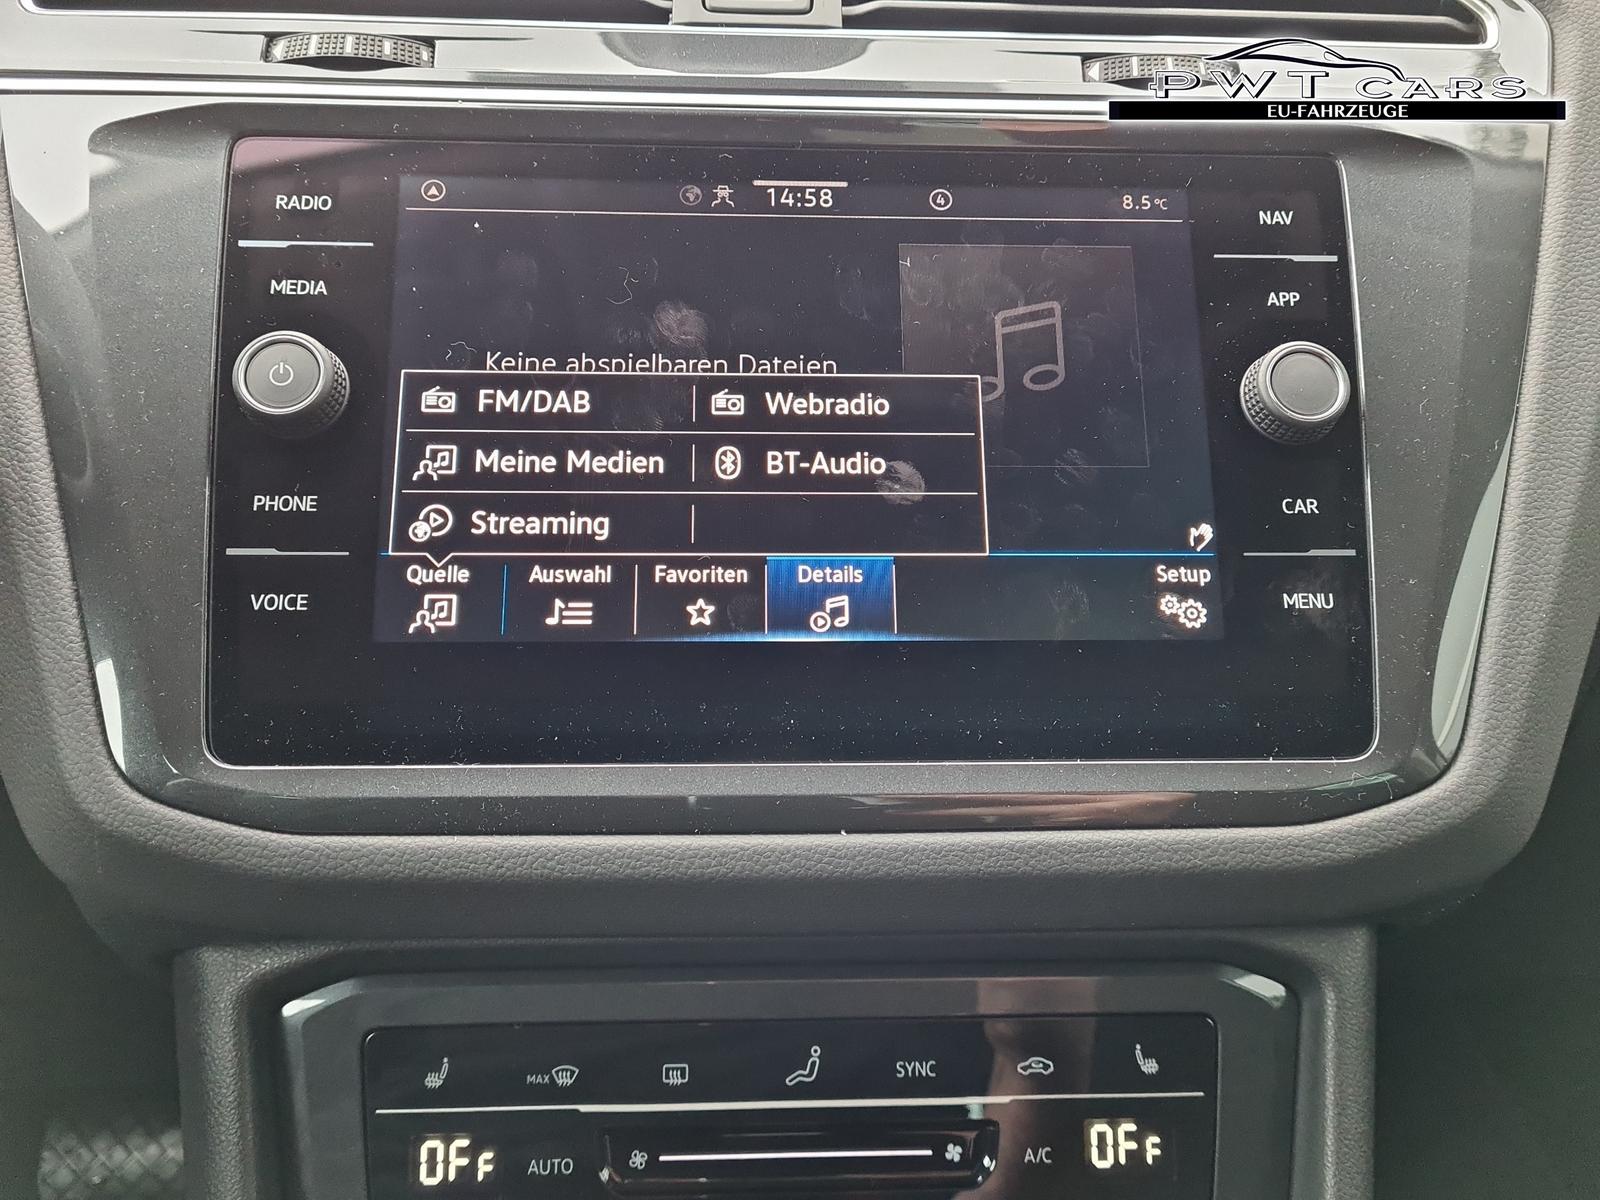 PWT CARS
EU-FAHRZEUGE
RADIO
MEDIA
PHONE
VOICE
14:58
4
8.5°C
Keine abspielbaren Dateien
FM/DAB
Webradio
Meine Medien
BT-Audio
Streaming
Quelle
Auswahl
Favoriten
Details
Setup
NAV
APP
CAR
MENU
MAX
SYNC
OFF
AUTO
A/C
OFF